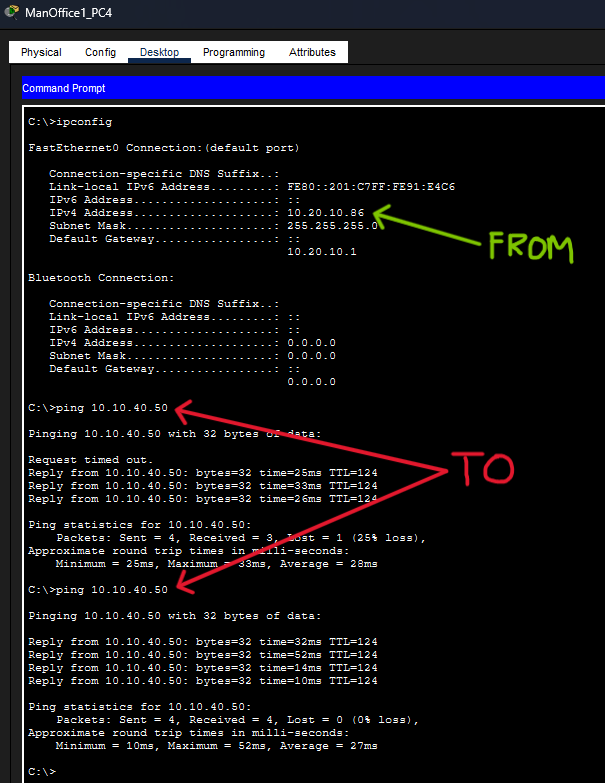 ManOffice1_PC4
Physical Config Desktop Programming Attributes
Command Prompt
C:\>ipconfig
FastEthernet0 Connection:(default port)
Connection-specific DNS Suffix..:
Link-local IPv6 Address.........: FE80::201:C7FF:FE91:E4C6
IPv6 Address....................: ::
IPv4 Address....................: 10.20.10.86
Subnet Mask.....................: 255.255.255.0
Default Gateway.................: ::
10.20.10.1
FROM
Bluetooth Connection:
Connection-specific DNS Suffix..:
Link-local IPv6 Address.........: ::
IPv6 Address....................: ::
IPv4 Address....................: 0.0.0.0
Subnet Mask.....................: 0.0.0.0
Default Gateway.................: ::
0.0.0.0
C:\>ping 10.10.40.50
Pinging 10.10.40.50 with 32 bytes of data:
Request timed out.
Reply from 10.10.40.50: bytes=32 time=25ms TTL=124
Reply from 10.10.40.50: bytes=32 time=33ms TTL=124
Reply from 10.10.40.50: bytes=32 time=26ms TTL=124
TO
Ping statistics for 10.10.40.50:
Packets: Sent = 4, Received = 3, Lost = 1 (25% loss),
Approximate round trip times in milli-seconds:
Minimum = 25ms, Maximum = 33ms, Average = 28ms
C:\>ping 10.10.40.50
Pinging 10.10.40.50 with 32 bytes of data:
Reply from 10.10.40.50: bytes=32 time=32ms TTL=124
Reply from 10.10.40.50: bytes=32 time=52ms TTL=124
Reply from 10.10.40.50: bytes=32 time=14ms TTL=124
Reply from 10.10.40.50: bytes=32 time=10ms TTL=124
Ping statistics for 10.10.40.50:
Packets: Sent = 4, Received = 4, Lost = 0 (0% loss),
Approximate round trip times in milli-seconds:
Minimum = 10ms, Maximum = 52ms, Average = 27ms
C:\>